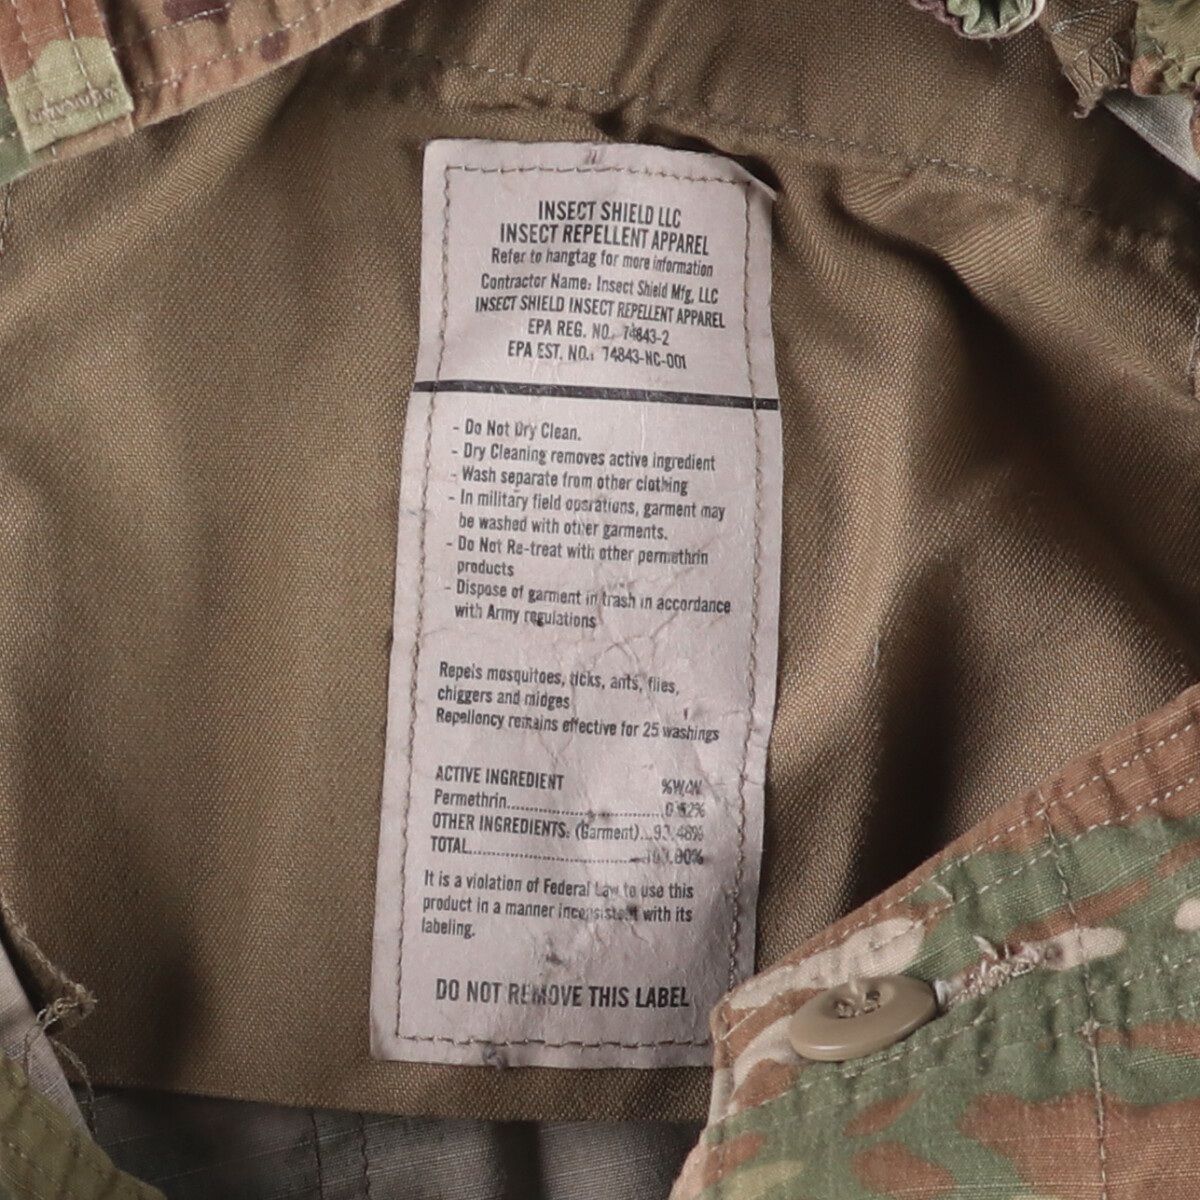 INSECT SHIELD LLC
INSECT REPELLENT APPAREL
Refer to hangtag for more information
Contractor Name: Insect Shield Mfg, LLC
INSECT SHIELD INSECT REPELLENT APPAREL
EPA REG. NO. 74843-2
EPA EST. NO.: 74843-NC-001
- Do Not Dry Clean.
- Dry Cleaning removes active ingredient
- Wash separate from other clothing
- In military field operations, garment may
be washed with other garments.
- Do Not Re-treat with other permethrin
products
- Dispose of garment in trash in accordance
with Army regulations
Repels mosquitoes, ticks, ants, flies,
chiggers and midges
Repellency remains effective for 25 washings
ACTIVE INGREDIENT %W/W
Permethrin
OTHER INGREDIENTS: (Garment)
TOTAL
It is a violation of Federal Law to use this
product in a manner inconsistent with its
labeling.
DO NOT REMOVE THIS LABEL